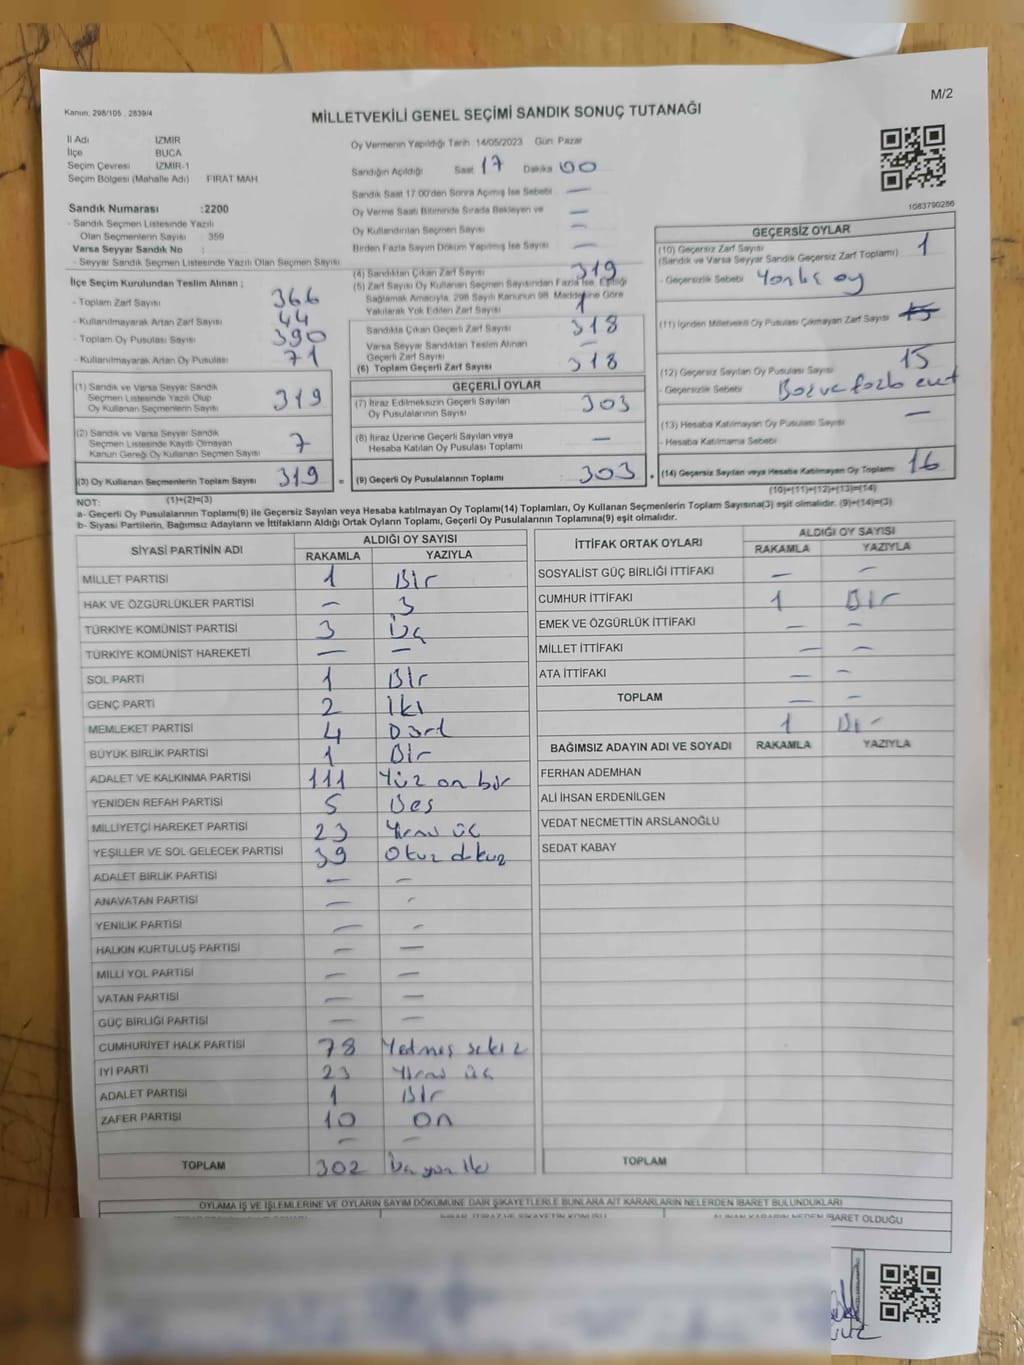 M/2
Kanun; 298/105 , 2839/4
MİLLETVEKİLİ GENEL SEÇİMİ SANDIK SONUÇ TUTANAĞI
İl Adı : İZMİR
İlçe BUCA
Seçim Çevresi İZMİR-1
Seçim Bölgesi (Mahalle Adı) FIRAT MAH.
Sandık Numarası :2200
- Sandık Seçmen Listesinde Yazılı
Olan Seçmenlerin Sayısı : 359
Varsa Seyyar Sandık No :
- Seyyar Sandık Seçmen Listesinde Yazılı Olan Seçmen Sayısı
İlçe Seçim Kurulundan Teslim Alınan ;
- Toplam Zarf Sayısı 366
- Kullanılmayarak Artan Zarf Sayısı 44
- Toplam Oy Pusulası Sayısı 390
- Kullanılmayarak Artan Oy Pusulası 71
(1) Sandık ve Varsa Seyyar Sandık
Seçmen Listesinde Yazılı Olup
Oy Kullanan Seçmenlerin Sayısı 319
(2) Sandık ve Varsa Seyyar Sandık
Seçmen Listesinde Kayıtlı Olmayan
Kanun Gereği Oy Kullanan Seçmen Sayısı 7
(3) Oy Kullanan Seçmenlerin Toplam Sayısı 319 =
Oy Vermenin Yapıldığı Tarih 14/05/2023 Gün Pazar
Sandığın Açıldığı Saat 17 Dakika 00
Sandık Saat 17:00'den Sonra Açımış İse Sebebi —
Oy Verme Saati Bitiminde Sırada Bekleyen ve —
Oy Kullandırılan Seçmen Sayısı —
Birden Fazla Sayım Döküm Yapılmış İse Sayısı —
(4) Sandıktan Çıkan Zarf Sayısı 319
(5) Zarf Sayısı Oy Kullanan Seçmen Sayısından Fazla İse, Eşitliği
Sağlamak Amacıyla, 298 Sayılı Kanunun 98. Maddesine Göre
Yakılarak Yok Edilen Zarf Sayısı 1
Sandıkta Çıkan Geçerli Zarf Sayısı 318
Varsa Seyyar Sandıktan Teslim Alınan
Geçerli Zarf Sayısı —
(6) Toplam Geçerli Zarf Sayısı 318
GEÇERLİ OYLAR
(7) İtiraz Edilmeksizin Geçerli Sayılan
Oy Pusulalarının Sayısı 303
(8) İtiraz Üzerine Geçerli Sayılan veya
Hesaba Katılan Oy Pusulası Toplamı —
(9) Geçerli Oy Pusulalarının Toplamı 303 +
1083790286
GEÇERSİZ OYLAR
(10) Geçersiz Zarf Sayısı 1
(Sandık ve Varsa Seyyar Sandık Geçersiz Zarf Toplamı)
- Geçersizlik Sebebi Yanlış oy
(11) İçinden Milletvekili Oy Pusulası Çıkmayan Zarf Sayısı
(12) Geçersiz Sayılan Oy Pusulası Sayısı 15
- Geçersizlik Sebebi Bos ve fazla evet
(13) Hesaba Katılmayan Oy Pusulası Sayısı —
- Hesaba Katılmama Sebebi
(14) Geçersiz Sayılan veya Hesaba Katılmayan Oy Toplamı 16
NOT: (1)+(2)=(3) (10)+(11)+(12)+(13)=(14)
a- Geçerli Oy Pusulasının Toplamı(9) ile Geçersiz Sayılan veya Hesaba katılmayan Oy Toplamı(14) Toplamları, Oy Kullanan Seçmenlerin Toplam Sayısına(3) eşit olmalıdır. (9)+(14)=(3)
b- Siyasi Partilerin, Bağımsız Adayların ve İttifakların Aldığı Ortak Oyların Toplamı, Geçerli Oy Pusulalarının Toplamına(9) eşit olmalıdır.
SİYASİ PARTİNİN ADI ALDIĞI OY SAYISI
RAKAMLA YAZIYLA
MİLLET PARTİSİ 1 Bir
HAK VE ÖZGÜRLÜKLER PARTİSİ — 3
TÜRKİYE KOMÜNİST PARTİSİ 3 Üç
TÜRKİYE KOMÜNİST HAREKETİ — —
SOL PARTİ 1 Bir
GENÇ PARTİ 2 İki
MEMLEKET PARTİSİ 4 Dört
BÜYÜK BİRLİK PARTİSİ 1 Bir
ADALET VE KALKINMA PARTİSİ 111 Yüz on bir
YENİDEN REFAH PARTİSİ 5 Bes
MİLLİYETÇİ HAREKET PARTİSİ 23 Yirmi üç
YEŞİLLER VE SOL GELECEK PARTİSİ 39 Otuz dokuz
ADALET BİRLİK PARTİSİ — —
ANAVATAN PARTİSİ — -
YENİLİK PARTİSİ — —
HALKIN KURTULUŞ PARTİSİ — —
MİLLİ YOL PARTİSİ — —
VATAN PARTİSİ — —
GÜÇ BİRLİĞİ PARTİSİ — —
CUMHURİYET HALK PARTİSİ 78 Yetmiş sekiz
İYİ PARTİ 23 Yirmi üç
ADALET PARTİSİ 1 Bir
ZAFER PARTİSİ 10 on
— —
TOPLAM 302
İTTİFAK ORTAK OYLARI ALDIĞI OY SAYISI
RAKAMLA YAZIYLA
SOSYALİST GÜÇ BİRLİĞİ İTTİFAKI — —
CUMHUR İTTİFAKI 1 Bir
EMEK VE ÖZGÜRLÜK İTTİFAKI — —
MİLLET İTTİFAKI — —
ATA İTTİFAKI — —
TOPLAM — —
1 Bir
BAĞIMSIZ ADAYIN ADI VE SOYADI RAKAMLA YAZIYLA
FERHAN ADEMHAN
ALİ İHSAN ERDENİLGEN
VEDAT NECMETTİN ARSLANOĞLU
SEDAT KABAY
TOPLAM
OYLAMA İŞ VE İŞLEMLERİNE VE OYLARIN SAYIM DÖKÜMÜNE DAİR ŞİKAYETLERLE BUNLARA AİT KARARLARIN NELERDEN İBARET BULUNDUKLARI
İBARET OLDUĞU